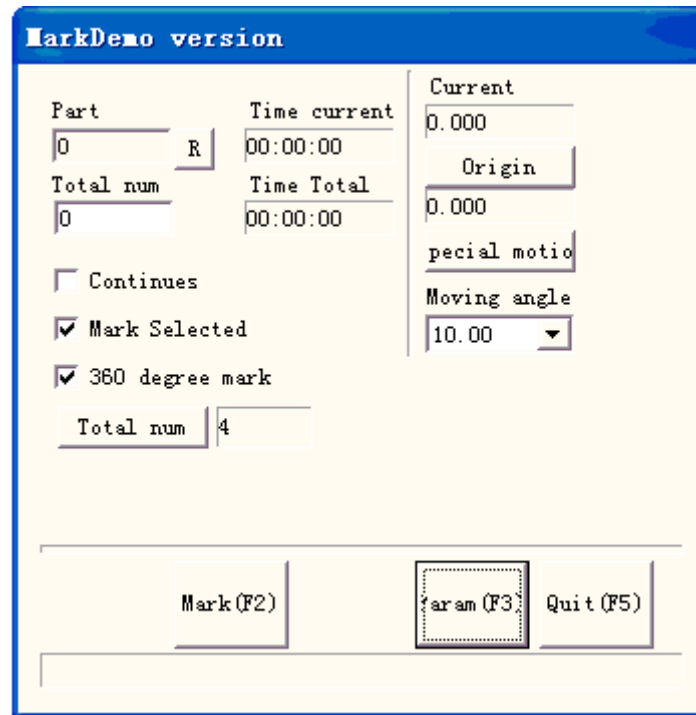 MarkDemo version
Part
0
R
Total num
0
Time current
00:00:00
Time Total
00:00:00
Continues
Mark Selected
360 degree mark
Total num
4
Current
0.000
Origin
0.000
pecial motio
Moving angle
10.00
Mark(F2)
aram(F3)
Quit(F5)